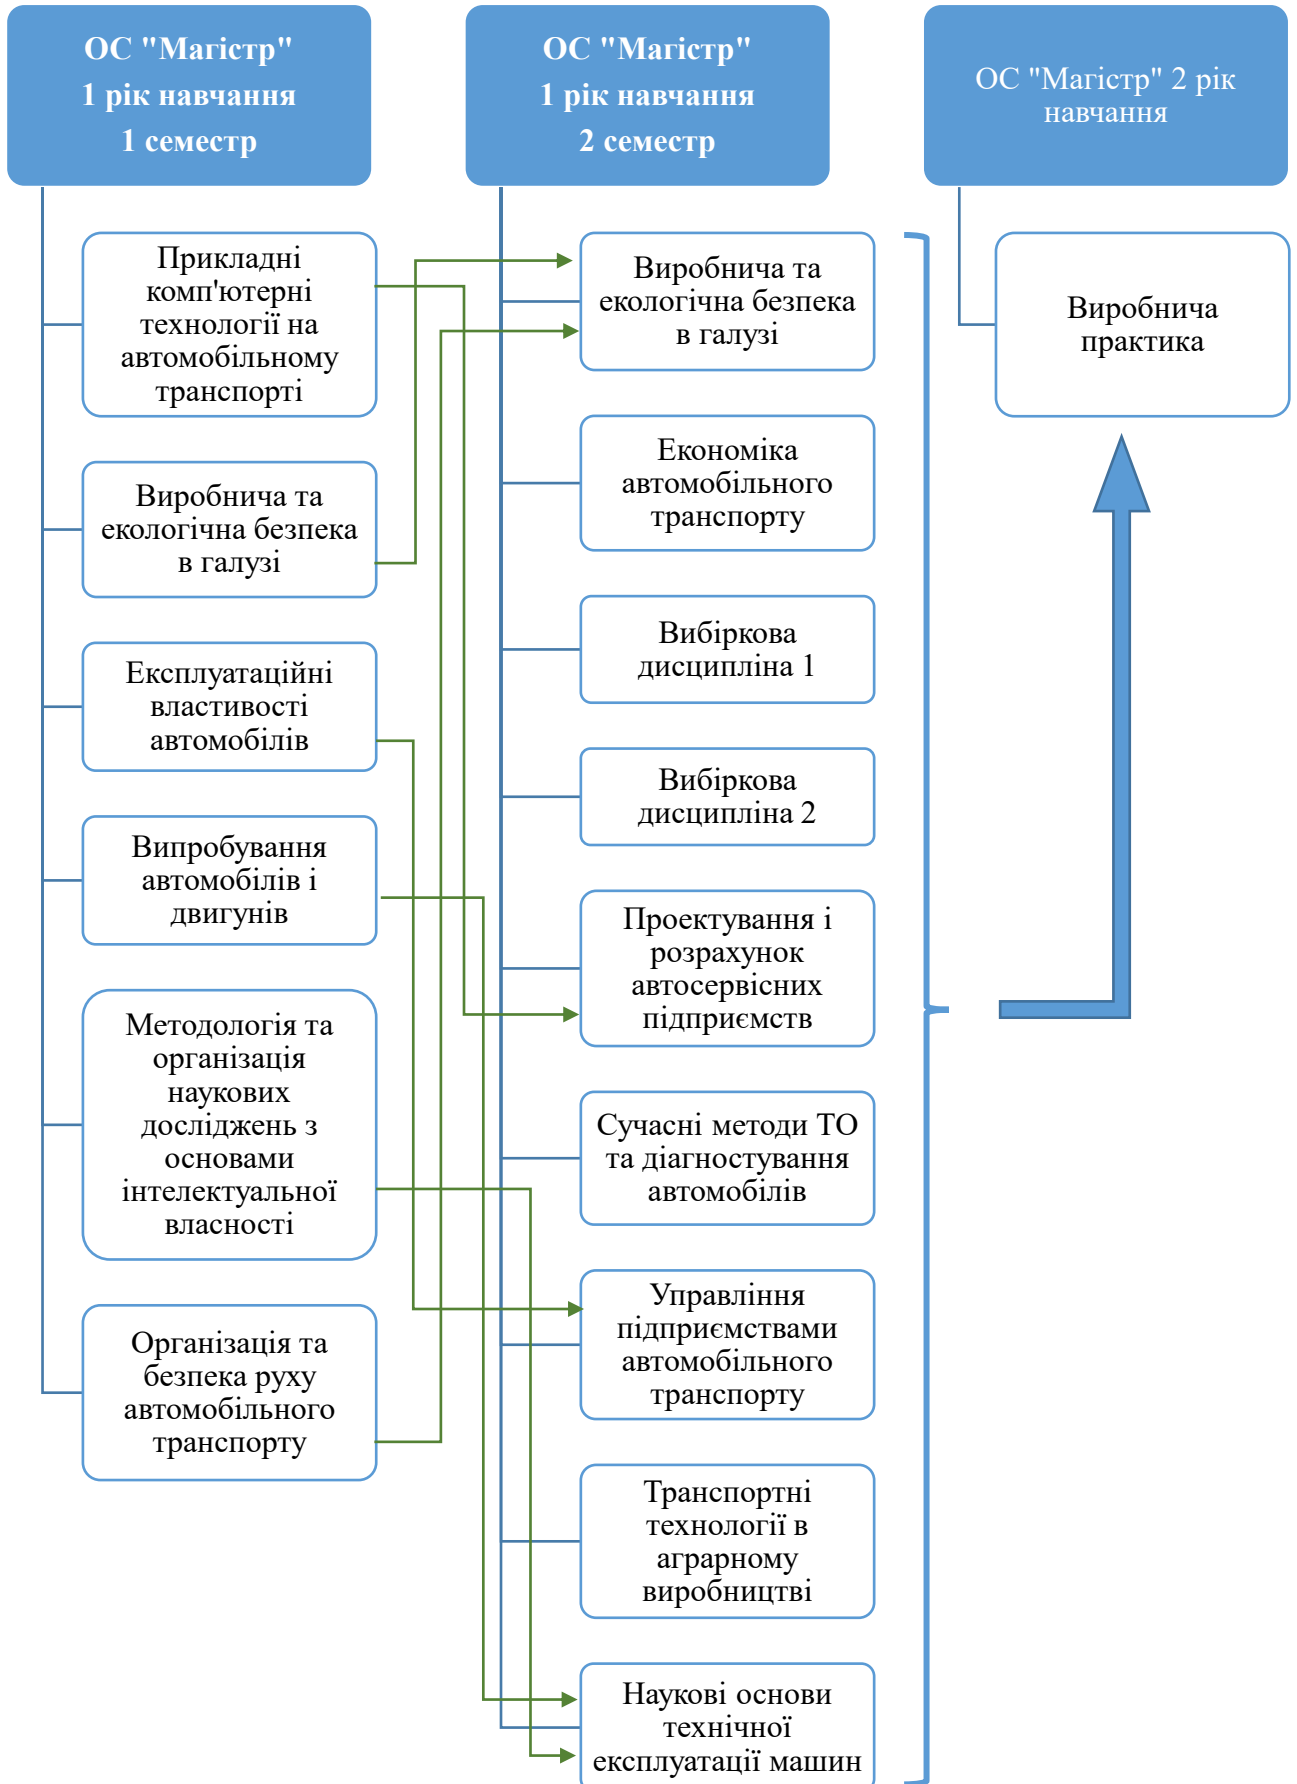 ОС "Магістр"
1 рік навчання
1 семестр
Прикладні
комп'ютерні
технології на
автомобільному
транспорті
Виробнича та
екологічна безпека
в галузі
Експлуатаційні
властивості
автомобілів
Випробування
автомобілів і
двигунів
Методологія та
організація
наукових
досліджень з
основами
інтелектуальної
власності
Організація та
безпека руху
автомобільного
транспорту
ОС "Магістр"
1 рік навчання
2 семестр
Виробнича та
екологічна безпека
в галузі
Економіка
автомобільного
транспорту
Вибіркова
дисципліна 1
Вибіркова
дисципліна 2
Проектування і
розрахунок
автосервісних
підприємств
Сучасні методи ТО
та діагностування
автомобілів
Управління
підприємствами
автомобільного
транспорту
Транспортні
технології в
аграрному
виробництві
Наукові основи
технічної
експлуатації машин
ОС "Магістр" 2 рік
навчання
Виробнича
практика